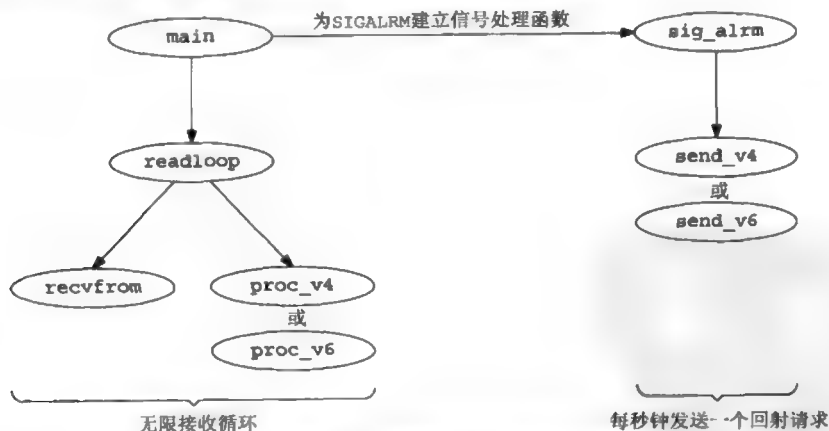 main
为SIGALRM建立信号处理函数
sig_alrm
readloop
send_v4
或
send_v6
recvfrom
proc_v4
或
proc_v6
无限接收循环
每秒钟发送一个回射请求